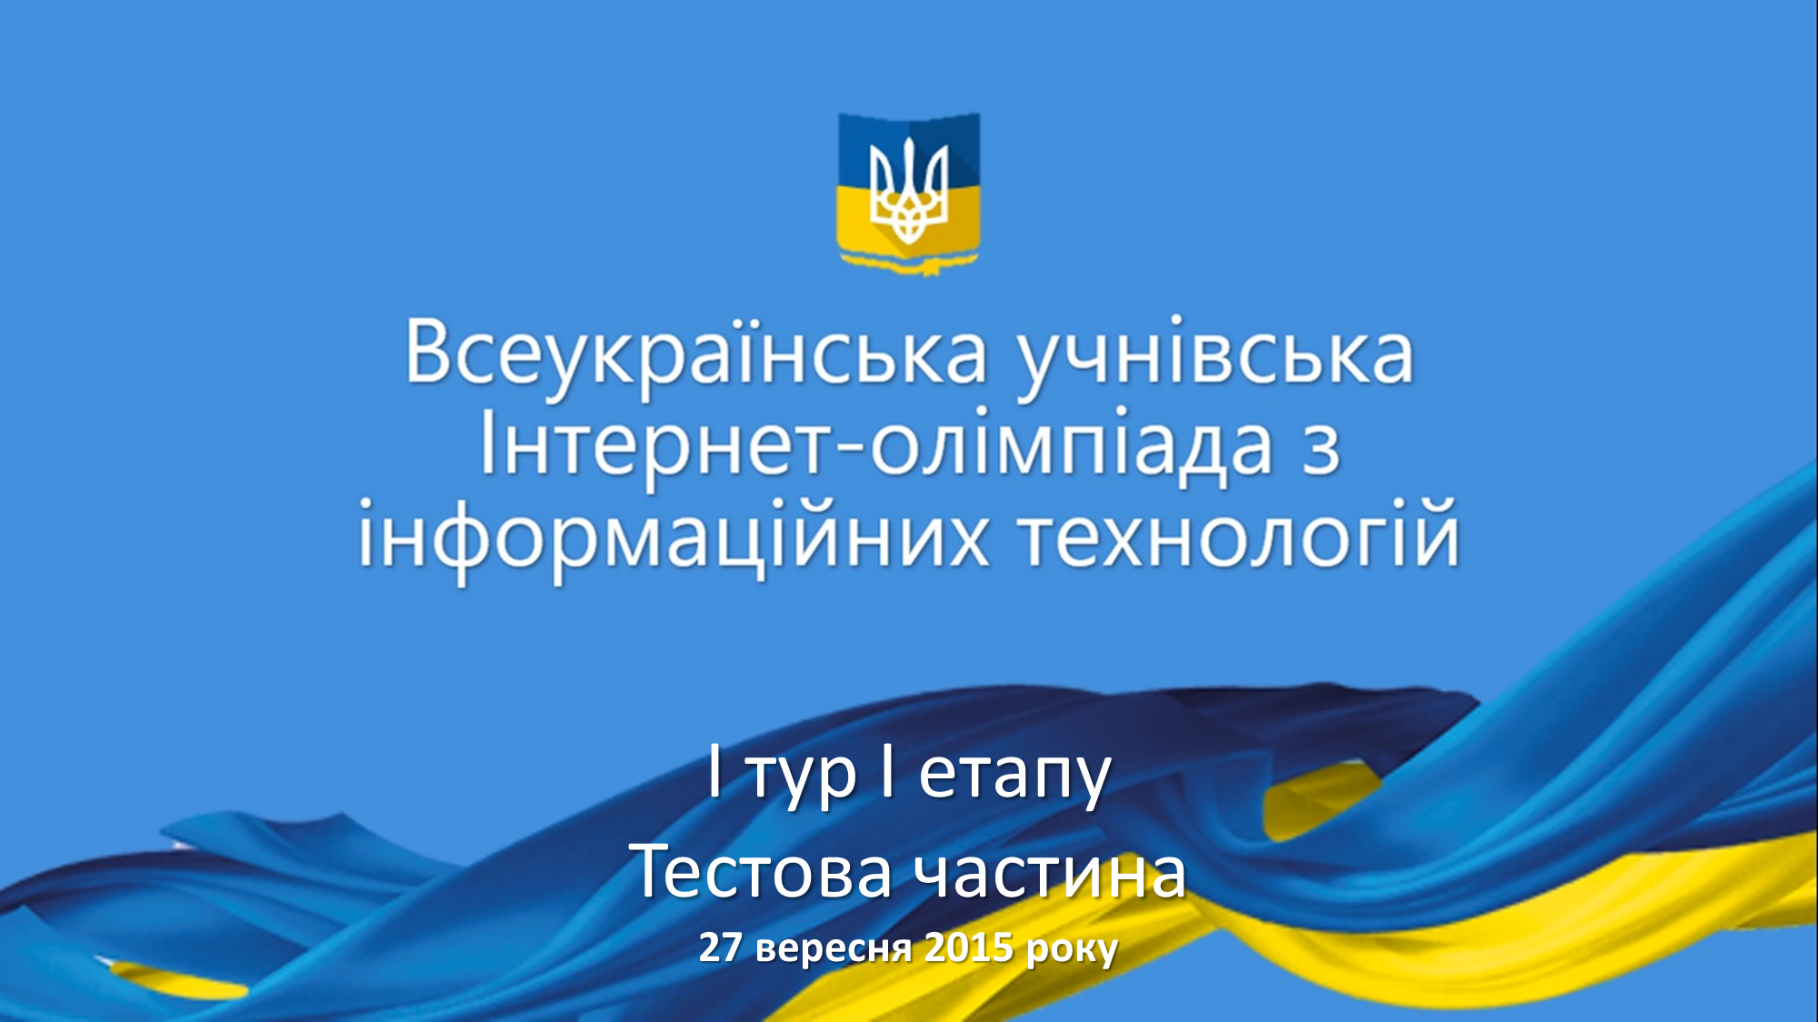 Всеукраїнська учнівська
Інтернет-олімпіада з
інформаційних технологій
І тур І етапу
Тестова частина
27 вересня 2015 року